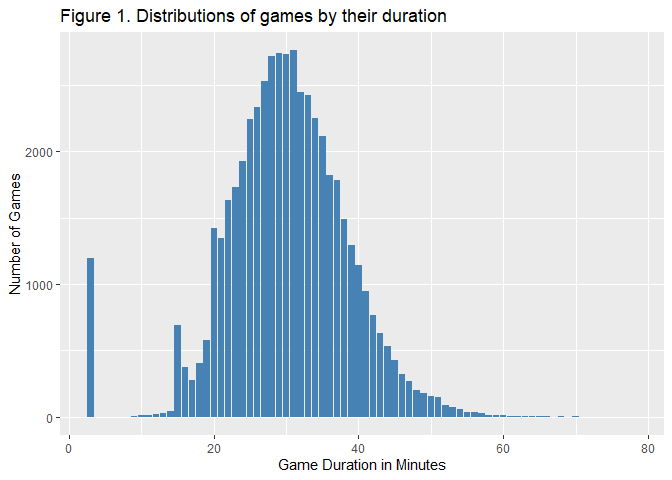 Figure 1. Distributions of games by their duration
2000
1000
0
Number of Games
0 20 40 60 80
Game Duration in Minutes